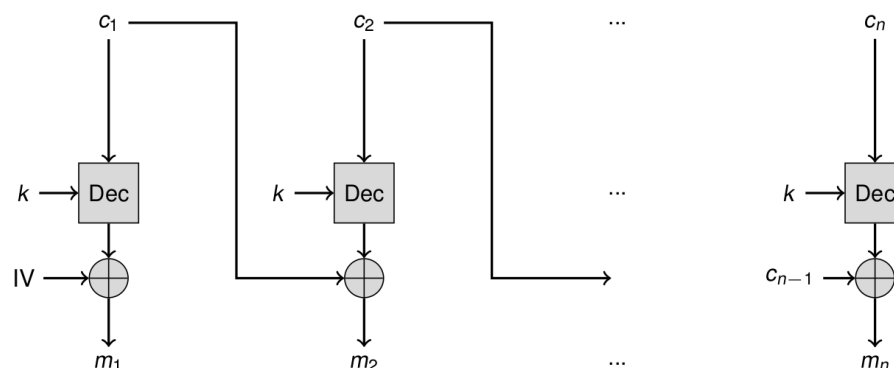 c₁ c₂ ... cₙ
k Dec k Dec ... k Dec
IV cₙ₋₁
m₁ m₂ ... mₙ